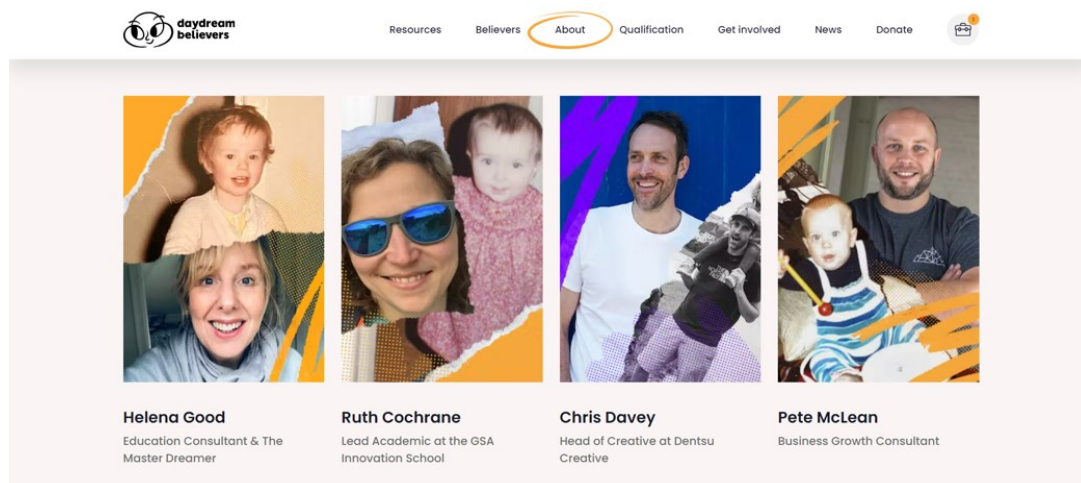 daydream
believers
Resources Believers About Qualification Get involved News Donate
Helena Good
Education Consultant & The
Master Dreamer
Ruth Cochrane
Lead Academic at the GSA
Innovation School
Chris Davey
Head of Creative at Dentsu
Creative
Pete McLean
Business Growth Consultant